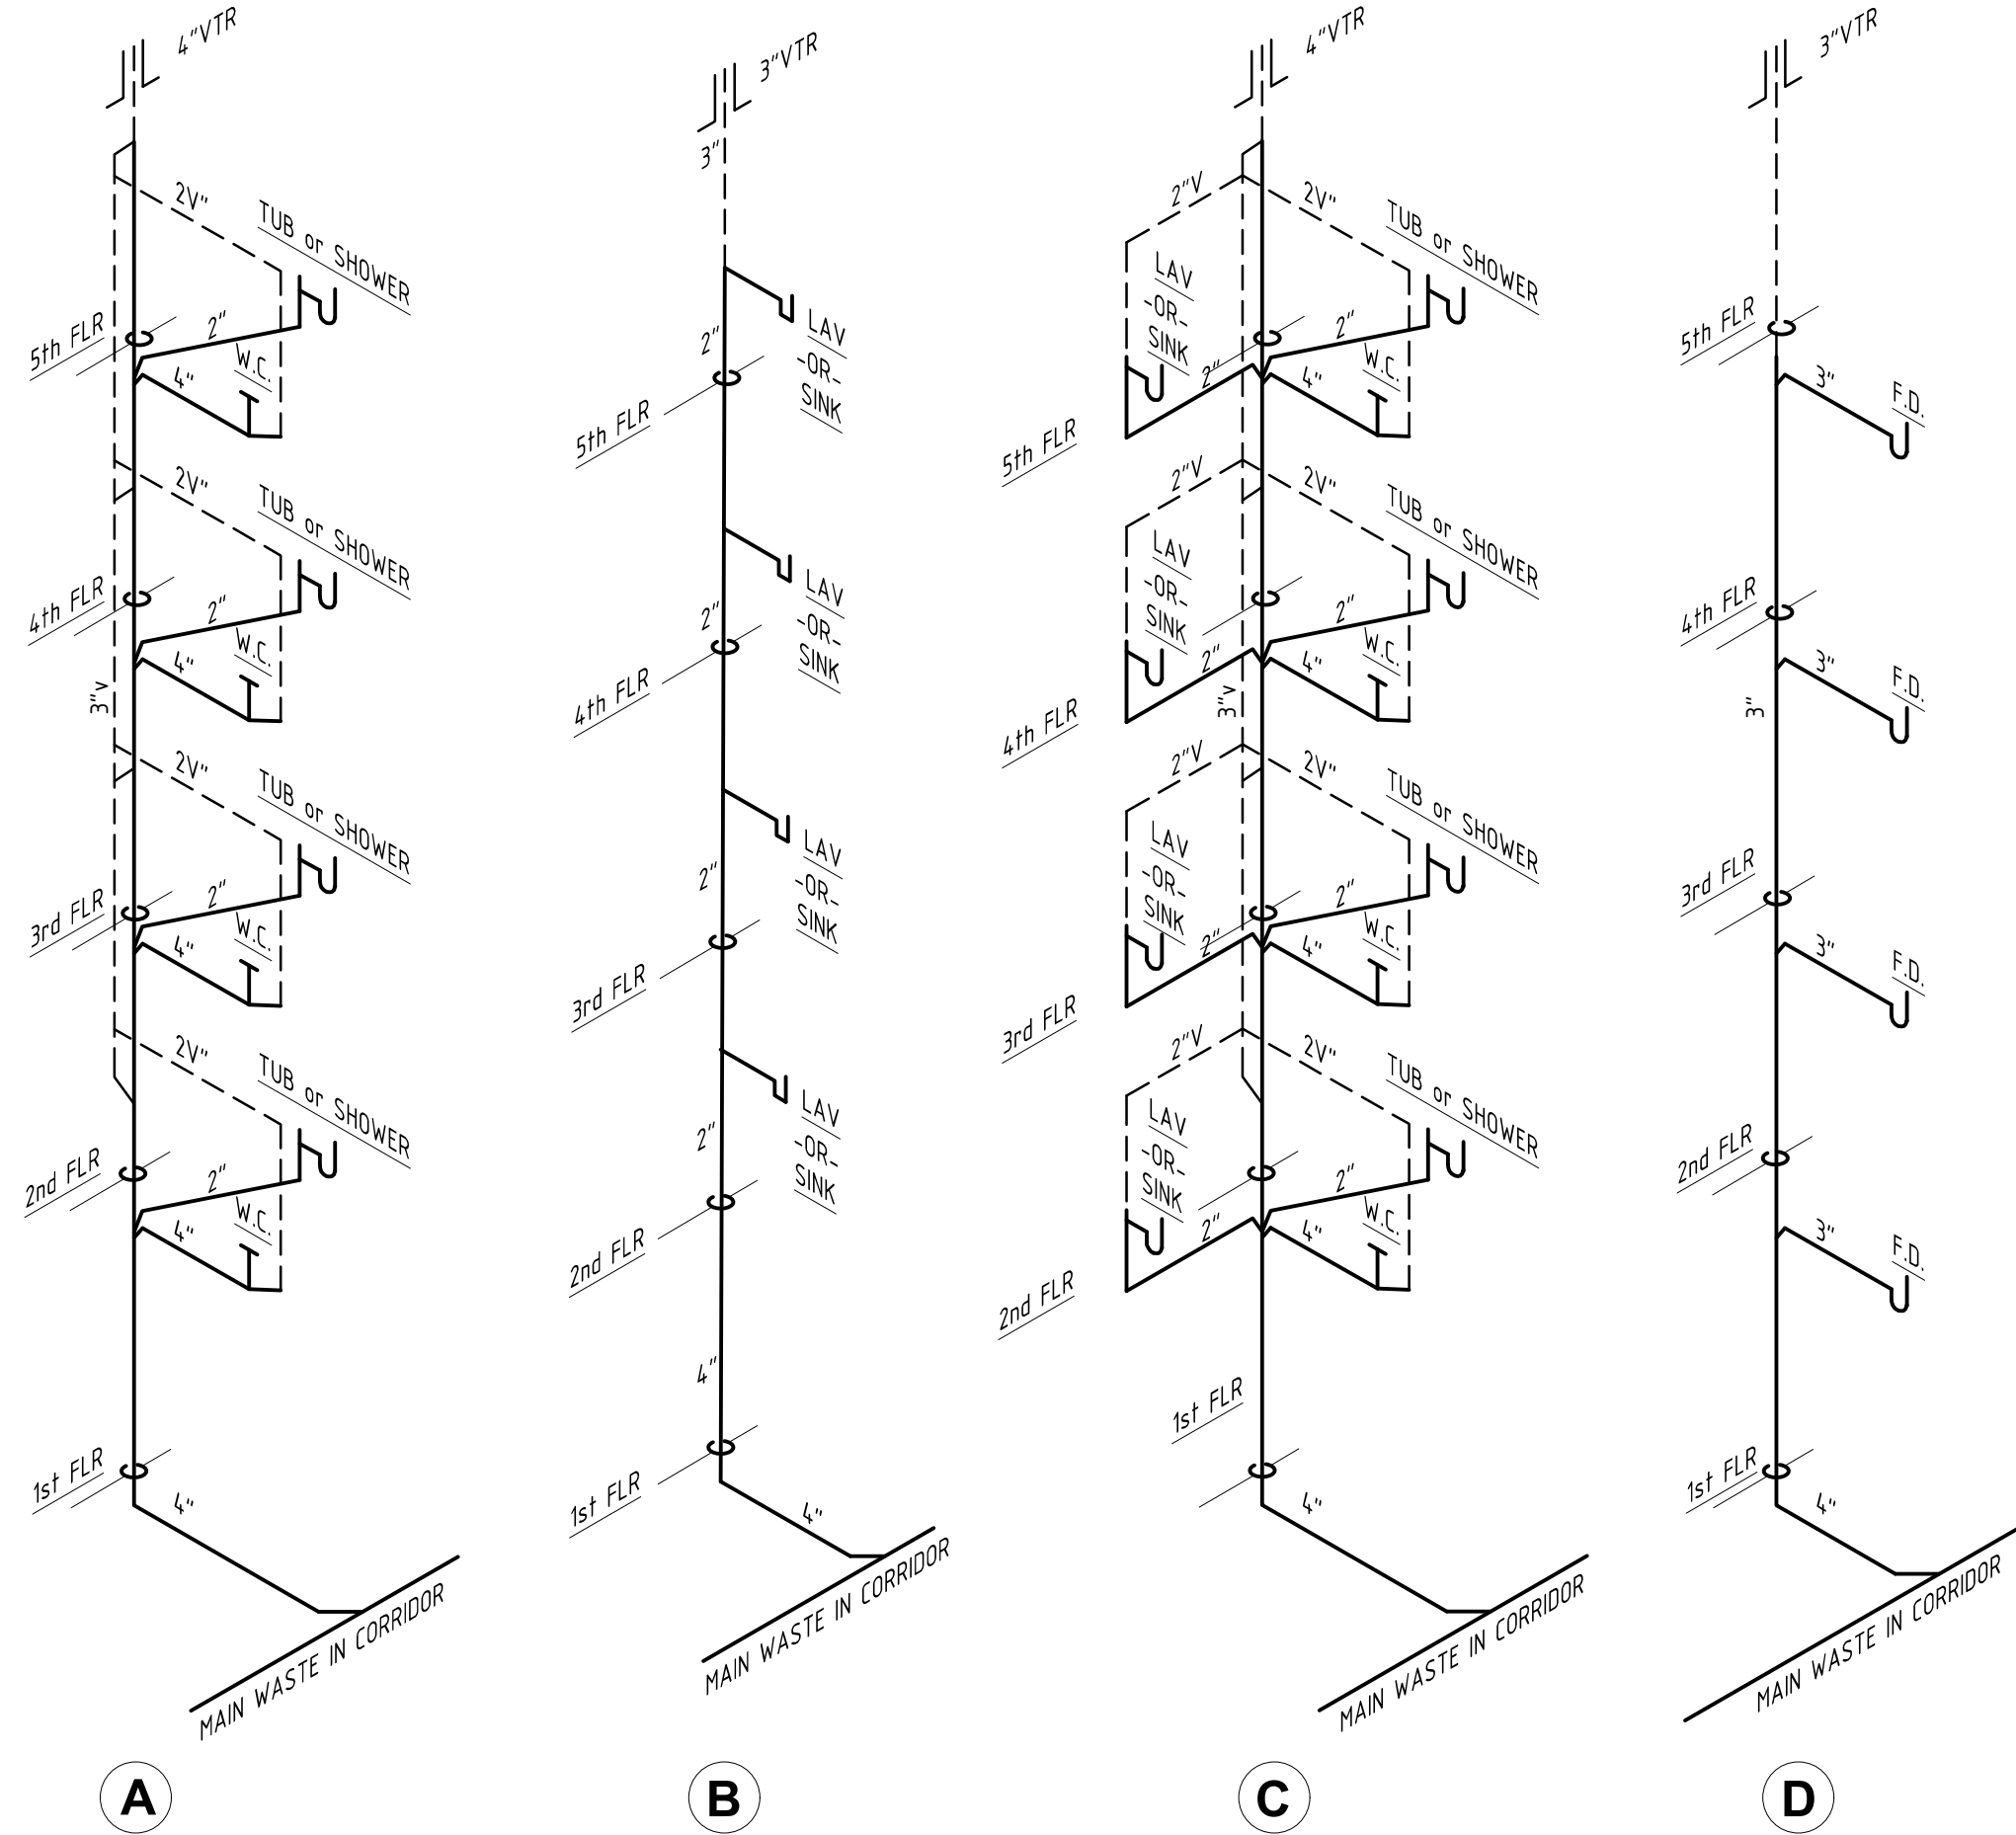 4"VTR
2V"
TUB or SHOWER
5th FLR
2"
W.C.
4"
2V"
TUB or SHOWER
4th FLR
2"
W.C.
4"
3"v
2V"
TUB or SHOWER
3rd FLR
2"
W.C.
4"
2V"
TUB or SHOWER
2nd FLR
2"
W.C.
4"
1st FLR
4"
MAIN WASTE IN CORRIDOR
A
3"VTR
3"
LAV
-OR-
SINK
2"
5th FLR
LAV
-OR-
SINK
2"
4th FLR
LAV
-OR-
SINK
2"
3rd FLR
LAV
-OR-
SINK
2"
2nd FLR
4"
1st FLR
4"
MAIN WASTE IN CORRIDOR
B
4"VTR
2"V
2V"
TUB or SHOWER
LAV
-OR-
SINK
2"
2"
W.C.
4"
5th FLR
2"V
2V"
TUB or SHOWER
LAV
-OR-
SINK
2"
2"
W.C.
4"
3"v
4th FLR
2"V
2V"
TUB or SHOWER
LAV
-OR-
SINK
2"
2"
W.C.
4"
3rd FLR
2"V
2V"
TUB or SHOWER
LAV
-OR-
SINK
2"
2"
W.C.
4"
2nd FLR
1st FLR
4"
MAIN WASTE IN CORRIDOR
C
3"VTR
5th FLR
3"
F.D.
4th FLR
3"
F.D.
3"
3rd FLR
3"
F.D.
2nd FLR
3"
F.D.
1st FLR
4"
MAIN WASTE IN CORRIDOR
D